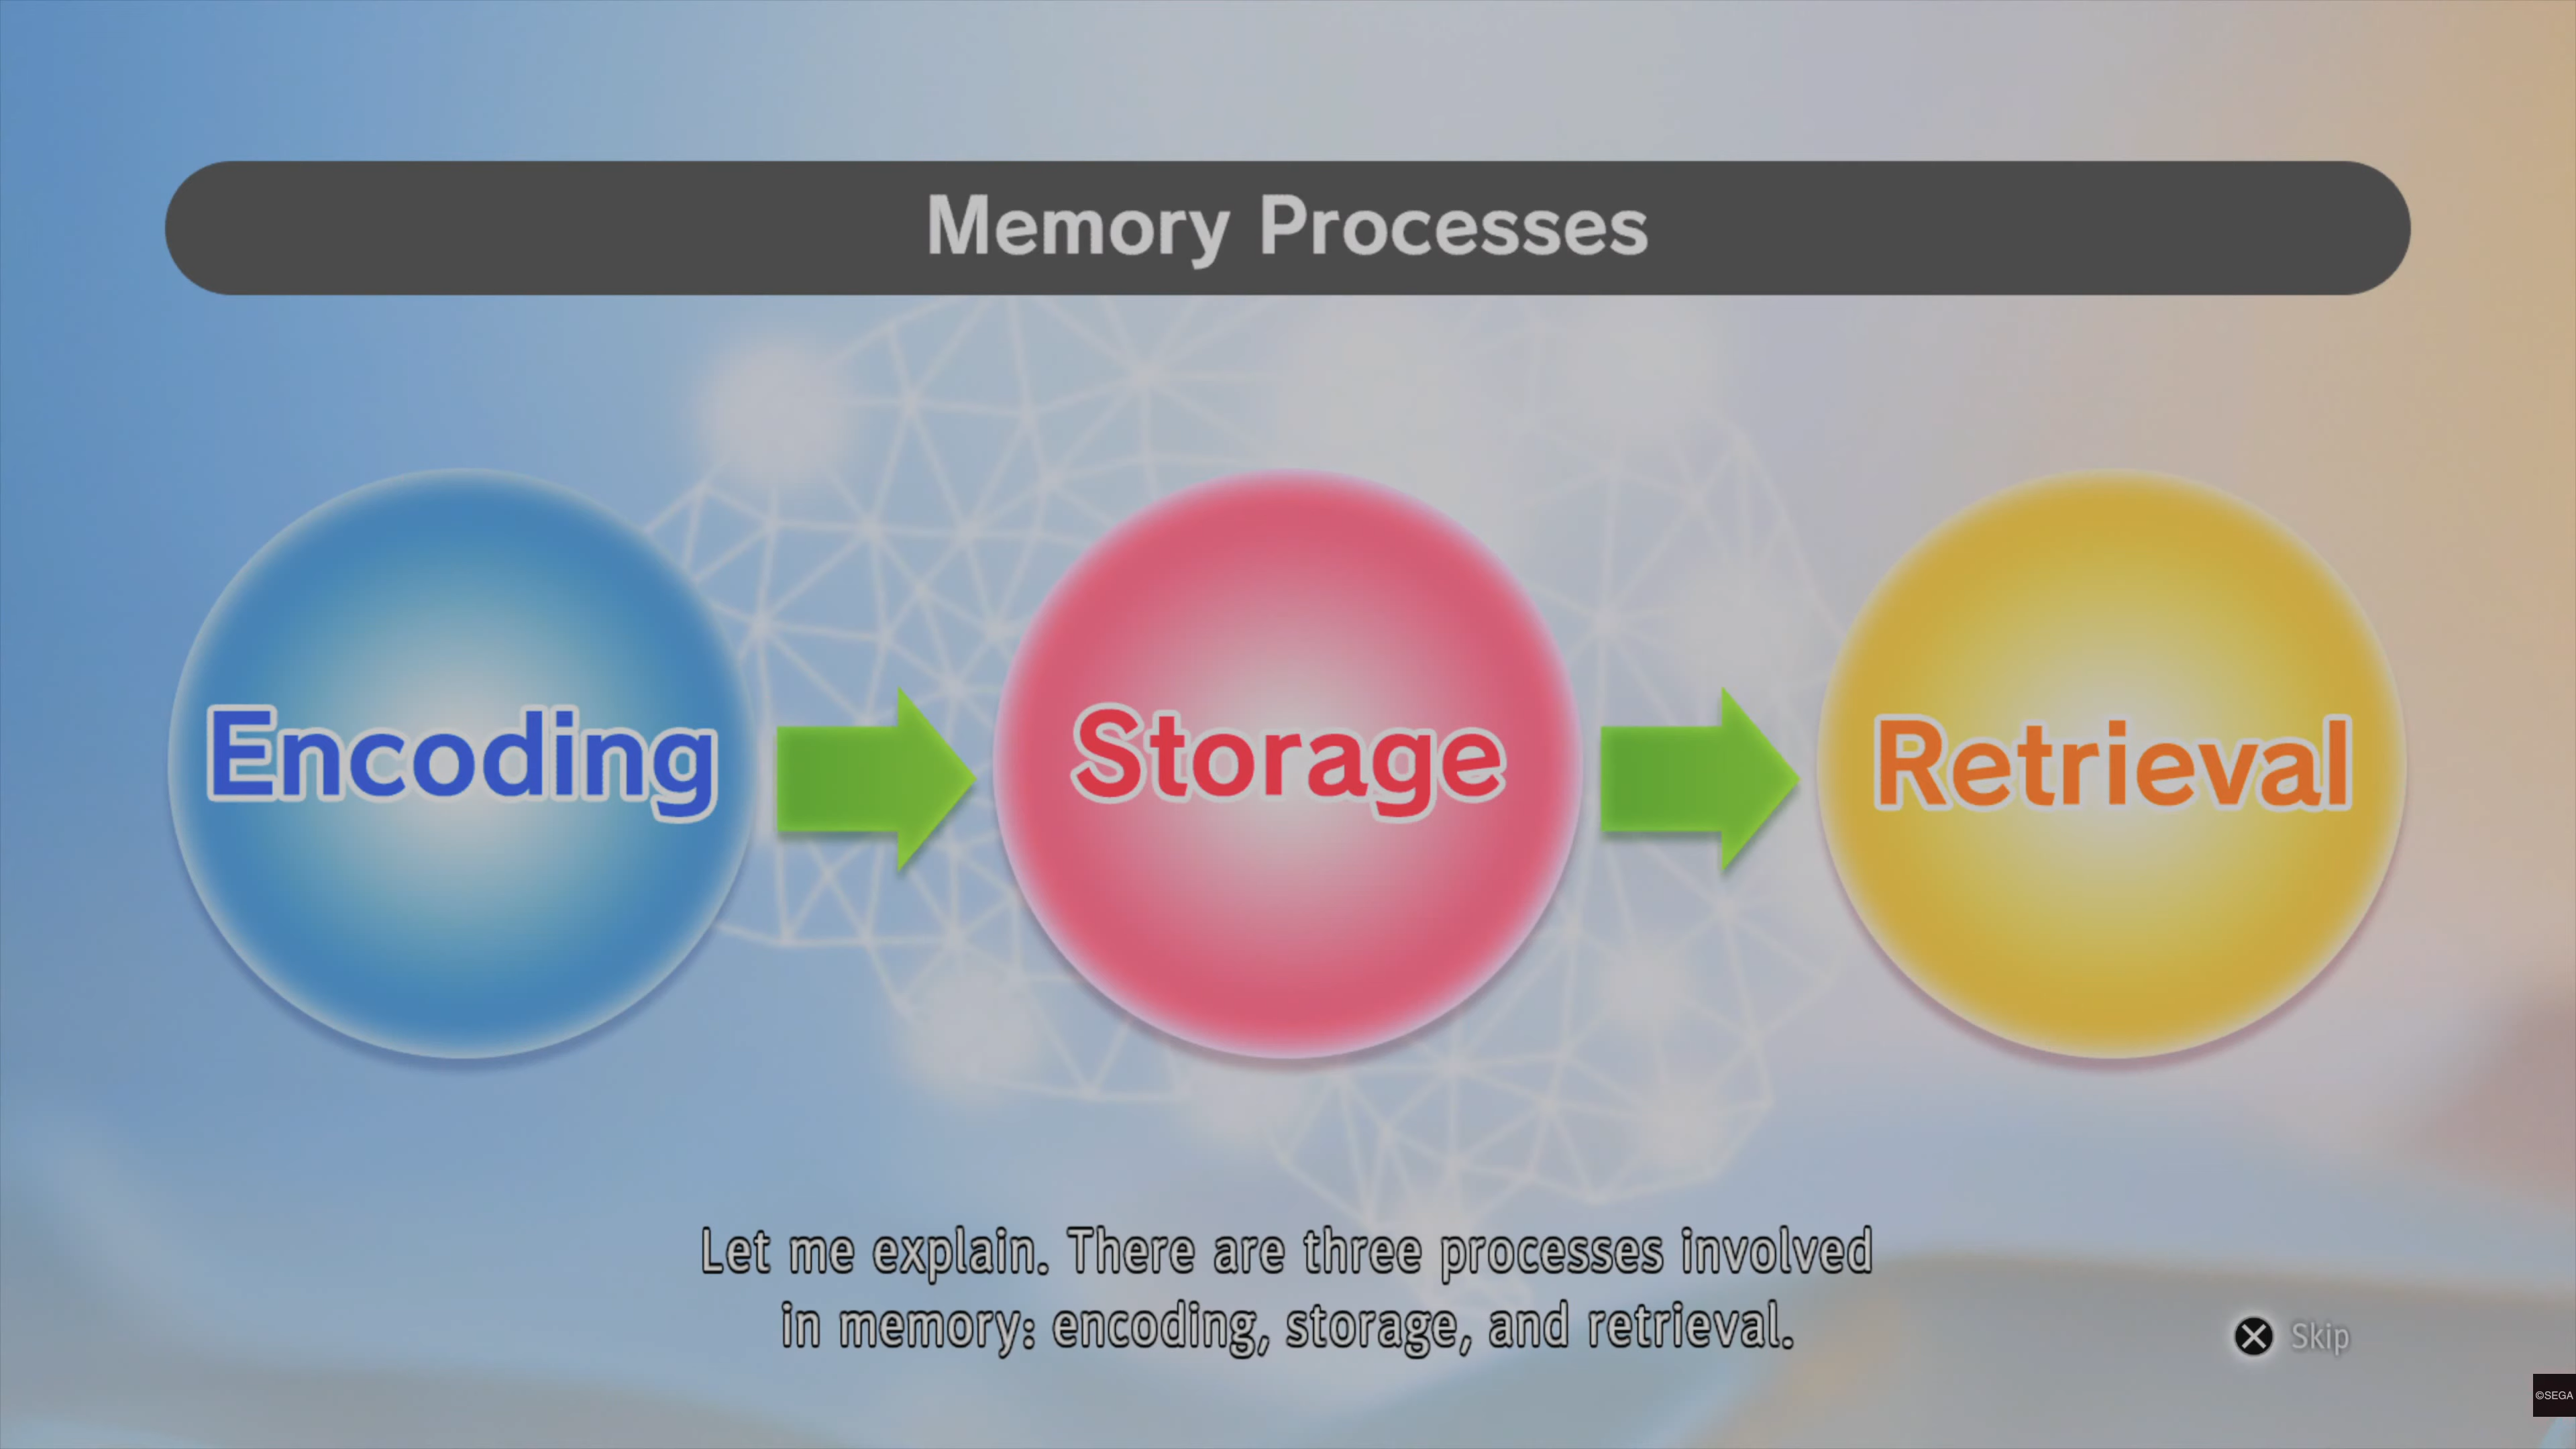 Memory Processes
Encoding
Storage
Retrieval
Let me explain. There are three processes involved
in memory: encoding, storage, and retrieval.
Skip
©SEGA